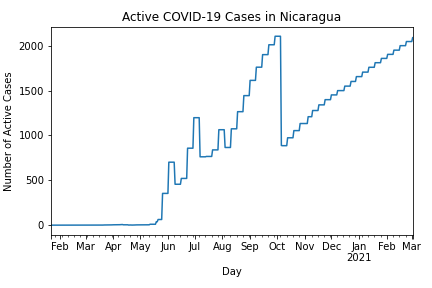 Active COVID-19 Cases in Nicaragua
Number of Active Cases
2000
1500
1000
500
0
Feb Mar Apr May Jun Jul Aug Sep Oct Nov Dec Jan Feb Mar
2021
Day